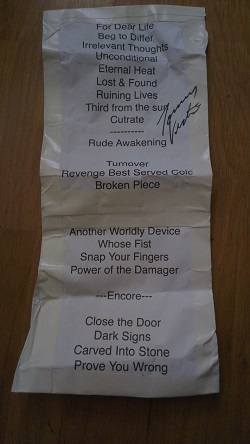 For Dear Life
Beg to Differ
Irrelevant Thoughts
Unconditional
Eternal Heat
Lost & Found
Ruining Lives
Third from the sun
Cutrate
----------
Rude Awakening
Turnover
Revenge Best Served Cold
Broken Piece
Another Worldly Device
Whose Fist
Snap Your Fingers
Power of the Damager
---Encore---
Close the Door
Dark Signs
Carved Into Stone
Prove You Wrong